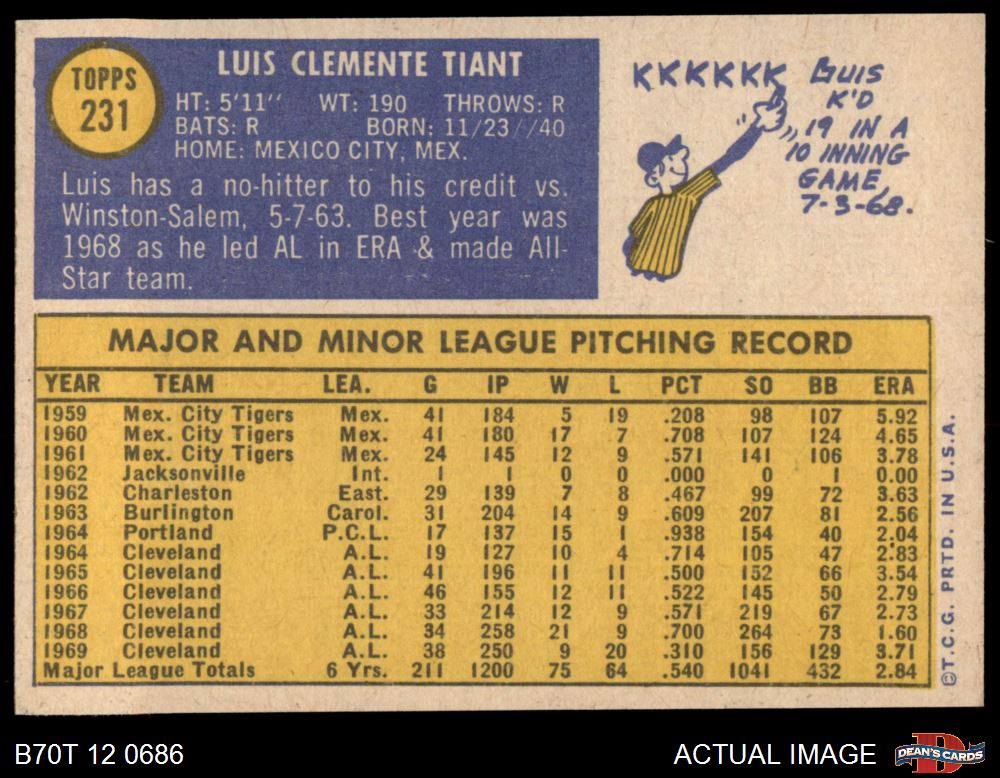 TOPPS
231
LUIS CLEMENTE TIANT
HT: 5'11" WT: 190 THROWS: R
BATS: R BORN: 11/23//40
HOME: MEXICO CITY, MEX.
Luis has a no-hitter to his credit vs.
Winston-Salem, 5-7-63. Best year was
1968 as he led AL in ERA & made All-
Star team.
KKKKKK
LUIS
K'D
19 IN A
10 INNING
GAME,
7-3-68.
MAJOR AND MINOR LEAGUE PITCHING RECORD
YEAR TEAM LEA. G IP W L PCT SO BB ERA
1959 Mex. City Tigers Mex. 41 184 5 19 .208 98 107 5.92
1960 Mex. City Tigers Mex. 41 180 17 7 .708 107 124 4.65
1961 Mex. City Tigers Mex. 24 145 12 9 .571 141 106 3.78
1962 Jacksonville Int. 1 1 0 0 .000 0 1 0.00
1962 Charleston East. 29 139 7 8 .467 99 72 3.63
1963 Burlington Carol. 31 204 14 9 .609 207 81 2.56
1964 Portland P.C.L. 17 137 15 1 .938 154 40 2.04
1964 Cleveland A.L. 19 127 10 4 .714 105 47 2.83
1965 Cleveland A.L. 41 196 11 11 .500 152 66 3.54
1966 Cleveland A.L. 46 155 12 11 .522 145 50 2.79
1967 Cleveland A.L. 33 214 12 9 .571 219 67 2.73
1968 Cleveland A.L. 34 258 21 9 .700 264 73 1.60
1969 Cleveland A.L. 38 250 9 20 .310 156 129 3.71
Major League Totals 6 Yrs. 211 1200 75 64 .540 1041 432 2.84
©T.C.G. PRTD. IN U.S.A.
B70T 12 0686
ACTUAL IMAGE
DEAN'S CARDS